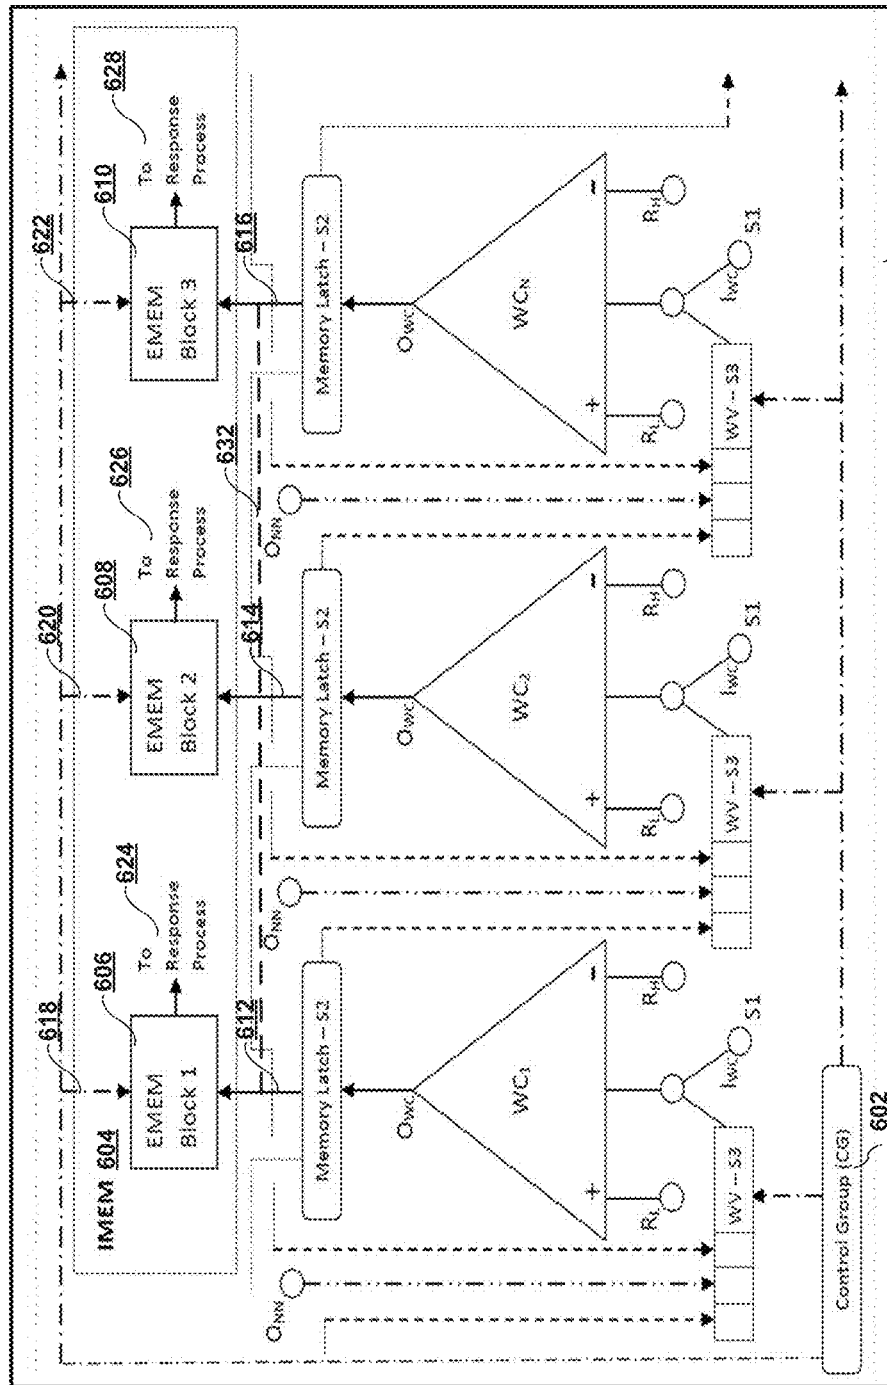 618
620
622
IMEM 604
606
624
608
626
610
628
EMEM
Block 1
To
Response
Process
EMEM
Block 2
To
Response
Process
EMEM
Block 3
To
Response
Process
612
614
632
616
ONN
Memory Latch – S2
ONN
Memory Latch – S2
ONN
Memory Latch – S2
OWC
OWC
OWC
WC1
WC2
WCN
+
-
+
-
+
-
RL
RH
RL
RH
RL
RH
WV – S3
IWC
S1
WV – S3
IWC
S1
WV – S3
IWC
S1
Control Group (CG)
602